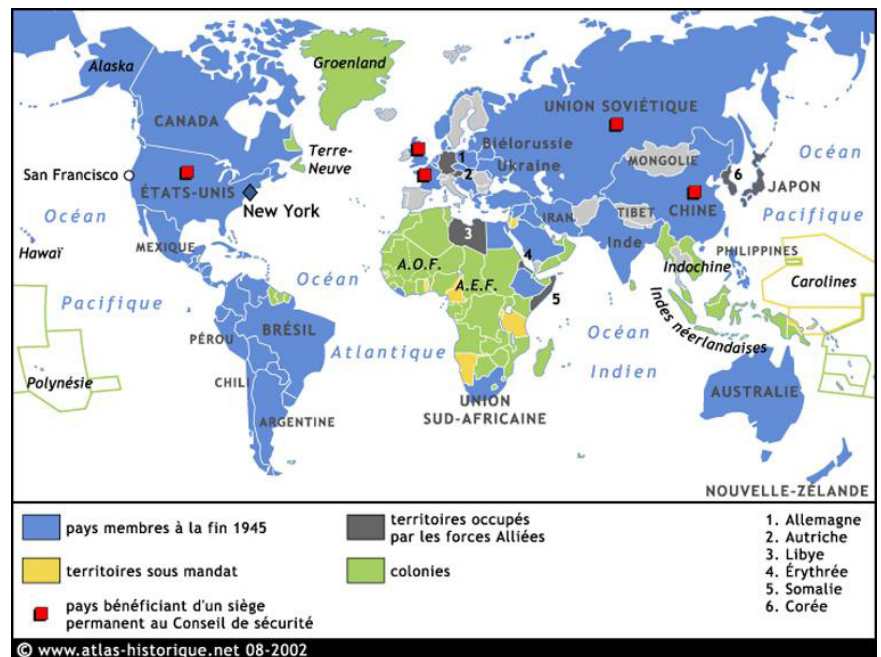 Alaska
Groenland
CANADA
UNION SOVIÉTIQUE
Terre-
Neuve
Biélorussie
Ukraine
MONGOLIE
Océan
San Francisco
ÉTATS-UNIS
New York
1
2
6
JAPON
Océan
IRAN
TIBET
CHINE
Pacifique
Hawaï
MEXIQUE
3
Inde
PHILIPPINES
Océan
A.O.F.
4
Indochine
Carolines
A.E.F.
5
Pacifique
BRÉSIL
PÉROU
Atlantique
Océan
Indien
Indes néerlandaises
Polynésie
CHILI
AUSTRALIE
ARGENTINE
UNION
SUD-AFRICAINE
NOUVELLE-ZÉLANDE
pays membres à la fin 1945
territoires occupés
par les forces Alliées
territoires sous mandat
colonies
pays bénéficiant d'un siège
permanent au Conseil de sécurité
1. Allemagne
2. Autriche
3. Libye
4. Érythrée
5. Somalie
6. Corée
© www.atlas-historique.net 08-2002